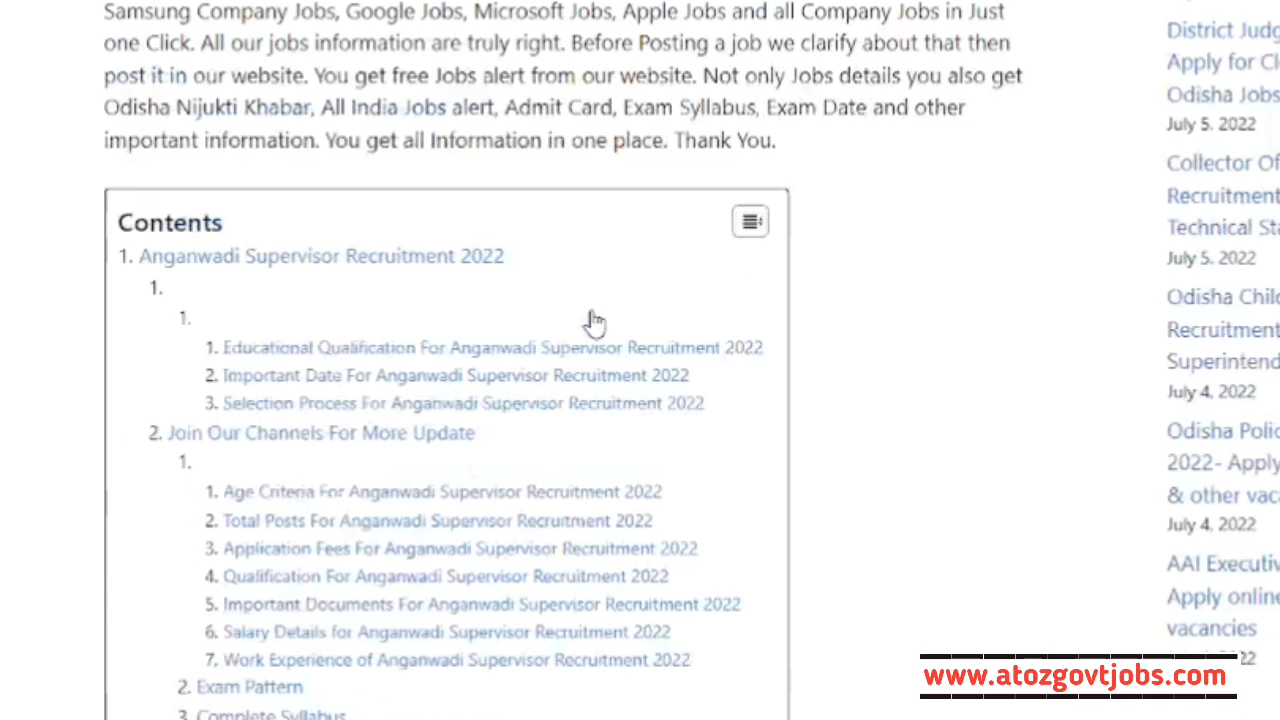 Samsung Company Jobs, Google Jobs, Microsoft Jobs, Apple Jobs and all Company Jobs in Just
one Click. All our jobs information are truly right. Before Posting a job we clarify about that then
post it in our website. You get free Jobs alert from our website. Not only Jobs details you also get
Odisha Nijukti Khabar, All India Jobs alert, Admit Card, Exam Syllabus, Exam Date and other
important information. You get all Information in one place. Thank You.
Contents
1. Anganwadi Supervisor Recruitment 2022
1.
1.
1. Educational Qualification For Anganwadi Supervisor Recruitment 2022
2. Important Date For Anganwadi Supervisor Recruitment 2022
3. Selection Process For Anganwadi Supervisor Recruitment 2022
2. Join Our Channels For More Update
1.
1. Age Criteria For Anganwadi Supervisor Recruitment 2022
2. Total Posts For Anganwadi Supervisor Recruitment 2022
3. Application Fees For Anganwadi Supervisor Recruitment 2022
4. Qualification For Anganwadi Supervisor Recruitment 2022
5. Important Documents For Anganwadi Supervisor Recruitment 2022
6. Salary Details for Anganwadi Supervisor Recruitment 2022
7. Work Experience of Anganwadi Supervisor Recruitment 2022
2. Exam Pattern
3. Complete Syllabus
District Judg
Apply for Cl
Odisha Jobs
July 5, 2022
Collector Of
Recruitment
Technical Sta
July 5, 2022
Odisha Child
Recruitment
Superintend
July 4, 2022
Odisha Polic
2022- Apply
& other vac
July 4, 2022
AAI Executiv
Apply online
vacancies
22
www.atozgovtjobs.com